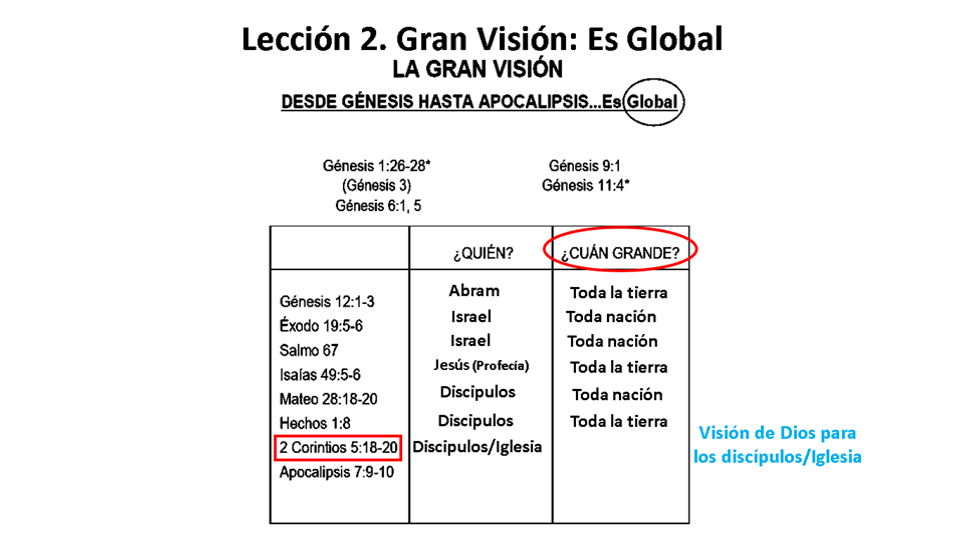 Lección 2. Gran Visión: Es Global
LA GRAN VISIÓN
DESDE GÉNESIS HASTA APOCALIPSIS...Es Global
Génesis 1:26-28* Génesis 9:1
(Génesis 3) Génesis 11:4*
Génesis 6:1, 5
¿QUIÉN? ¿CUÁN GRANDE?
Génesis 12:1-3 Abram Toda la tierra
Éxodo 19:5-6 Israel Toda nación
Salmo 67 Israel Toda nación
Isaías 49:5-6 Jesús (Profecía) Toda la tierra
Mateo 28:18-20 Discipulos Toda nación
Hechos 1:8 Discipulos Toda la tierra
2 Corintios 5:18-20 Discipulos/Iglesia
Apocalipsis 7:9-10
Visión de Dios para
los discípulos/Iglesia